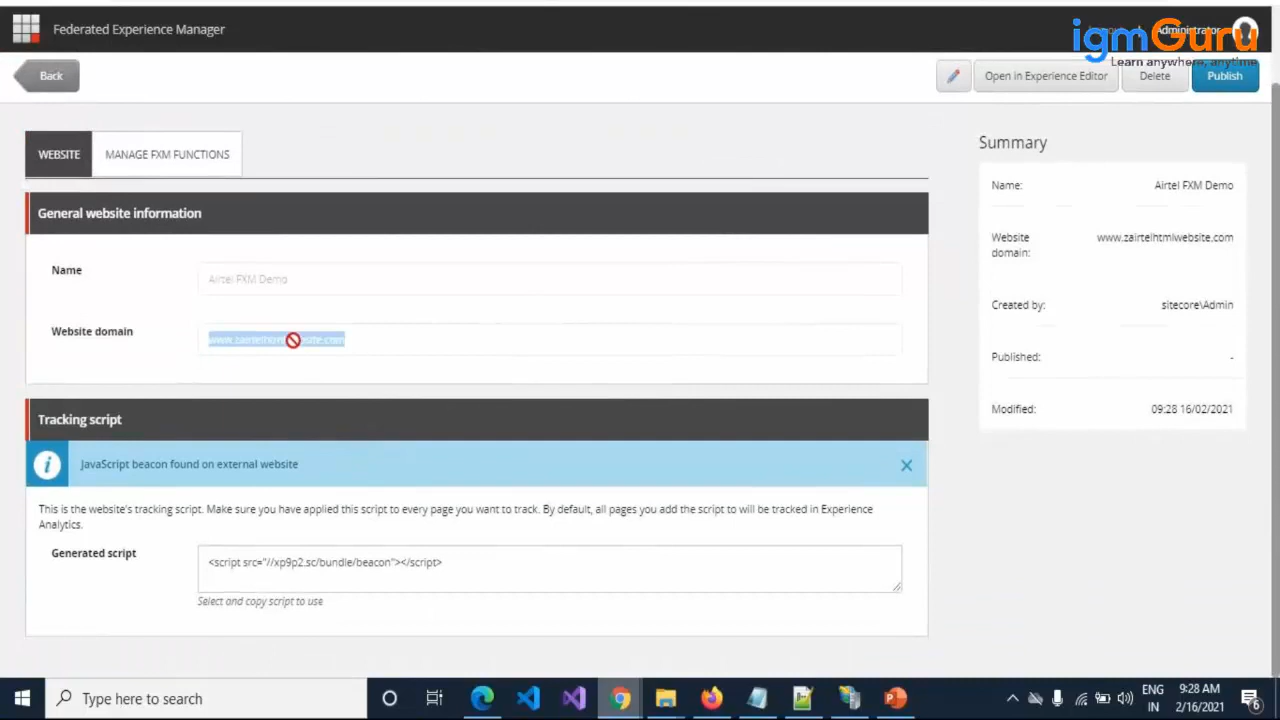 Federated Experience Manager
Administrator
igmGuru
Learn anywhere, anytime
Back
Open in Experience Editor
Delete
Publish
WEBSITE
MANAGE FXM FUNCTIONS
General website information
Name
Airtel FXM Demo
Website domain
Tracking script
i
JavaScript beacon found on external website
This is the website's tracking script. Make sure you have applied this script to every page you want to track. By default, all pages you add the script to will be tracked in Experience
Analytics.
Generated script
<script src="//xp9p2.sc/bundle/beacon"></script>
Select and copy script to use
Summary
Name:
Airtel FXM Demo
Website
domain:
www.zairtelhtmlwebsite.com
Created by:
sitecore\Admin
Published:
-
Modified:
09:28 16/02/2021
Type here to search
ENG
IN
9:28 AM
2/16/2021
6